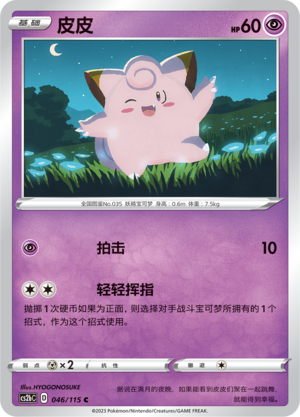 基础 皮皮 HP60
全国图鉴No.035 妖精宝可梦 身高：0.6m 体重：7.5kg
拍击 10
轻轻挥指
抛掷1次硬币如果为正面，则选择对手战斗宝可梦所拥有的1个
招式，作为这个招式使用。
弱点 ×2 抗性 撤退
Illus.HYOGONOSUKE
cs2bC D 046/115 C
©2023 Pokémon/Nintendo/Creatures/GAME FREAK.
据说在满月的夜晚，如果能看到皮皮们聚在一起跳舞，
就能得到幸福。